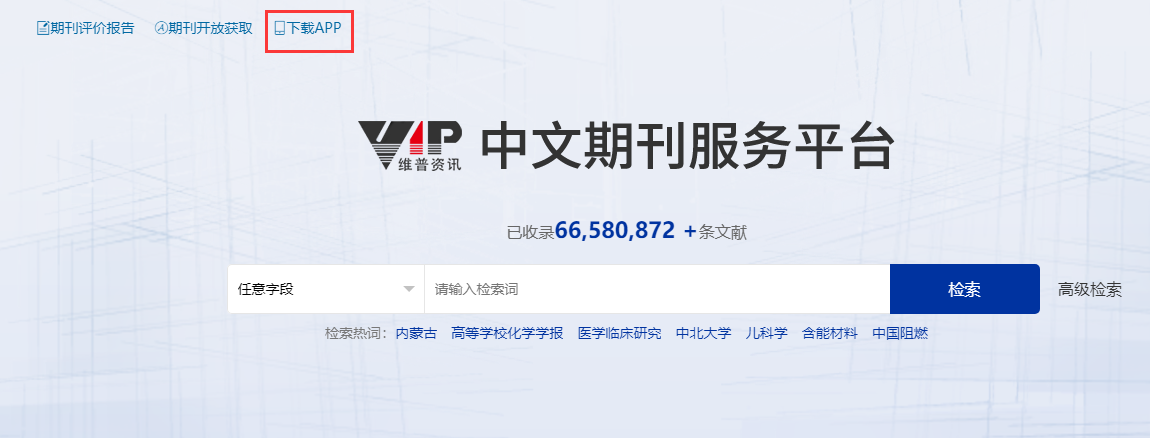 期刊评价报告 期刊开放获取 下载APP
VIP 中文期刊服务平台
维普资讯
已收录66,580,872 +条文献
任意字段 请输入检索词 检索 高级检索
检索热词： 内蒙古 高等学校化学学报 医学临床研究 中北大学 儿科学 含能材料 中国阻燃